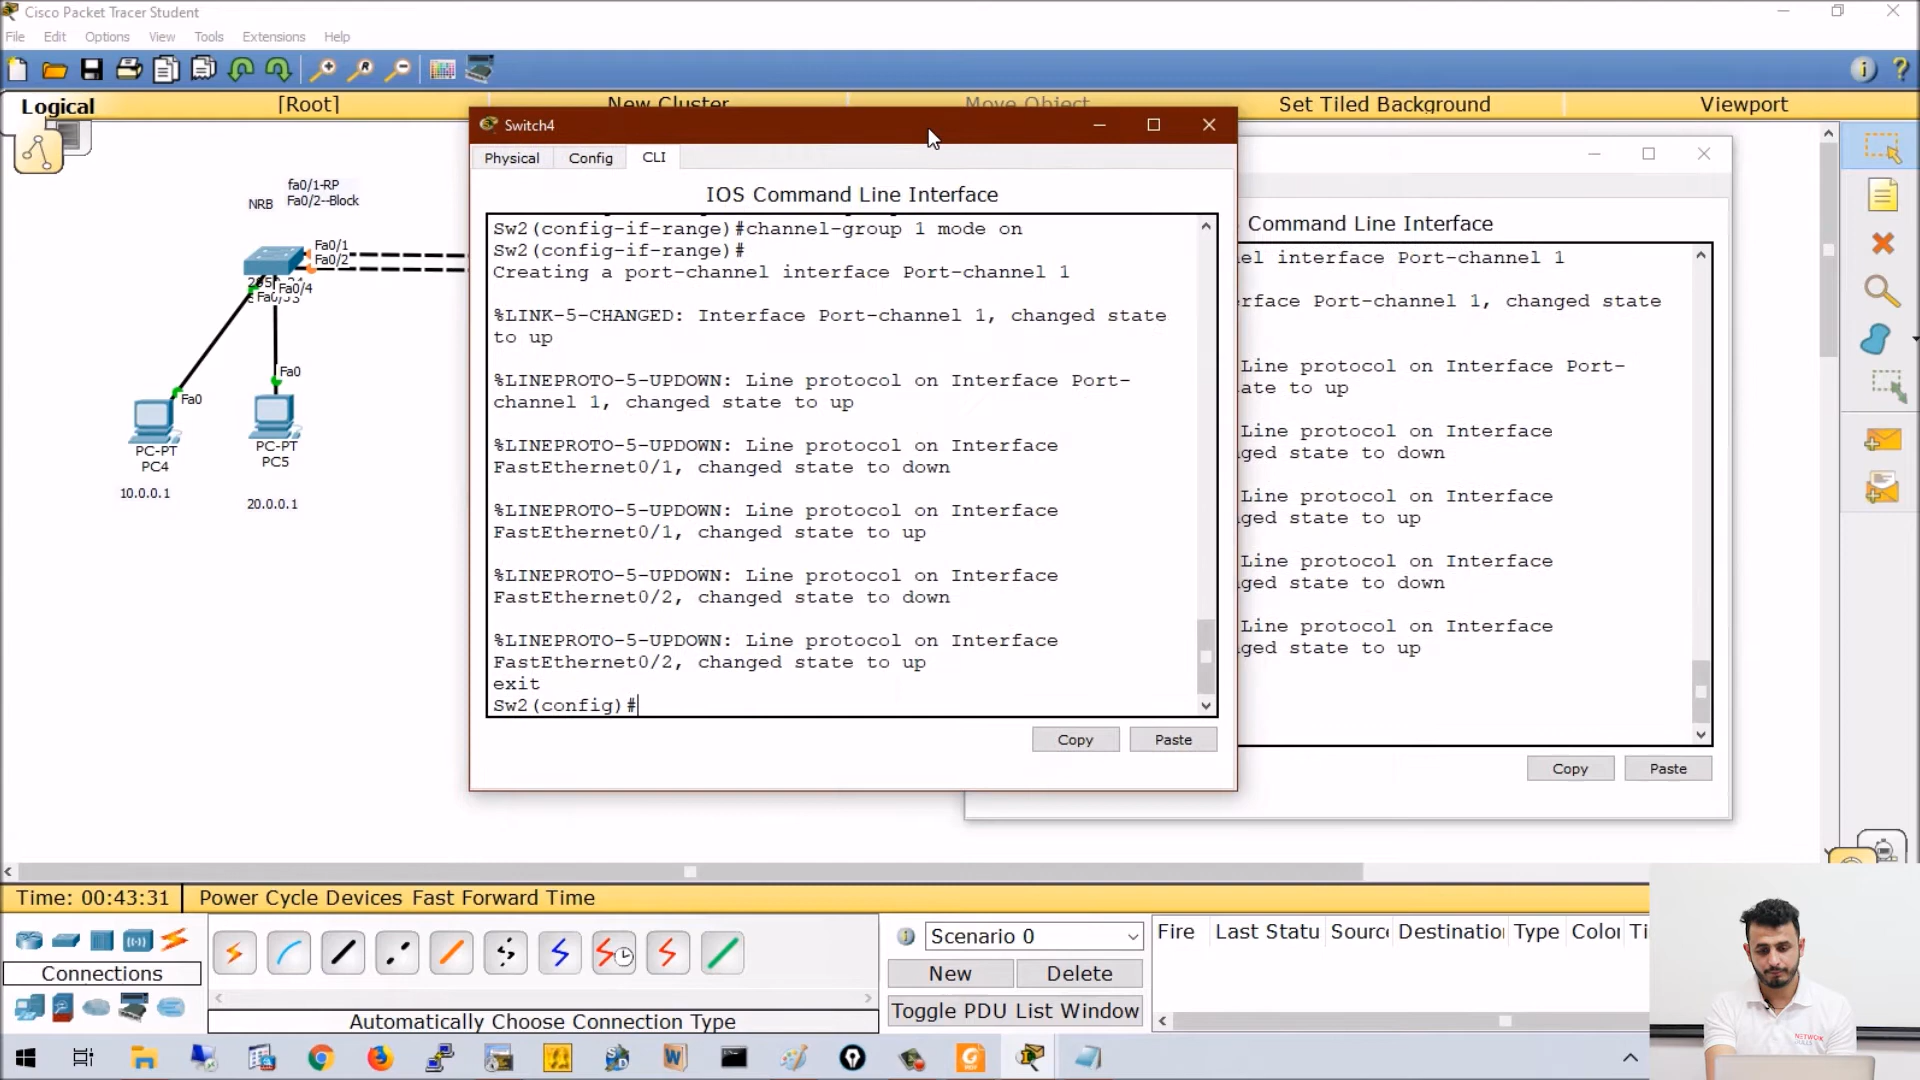 Cisco Packet Tracer Student
File Edit Options View Tools Extensions Help
Logical [Root] New Cluster Move Object Set Tiled Background Viewport
fa0/1-RP
Fa0/2--Block
NRB
Fa0/1
Fa0/2
Fa0/4
Fa0
Fa0
PC-PT
PC4
10.0.0.1
PC-PT
PC5
20.0.0.1
Switch4
Physical Config CLI
IOS Command Line Interface
Sw2(config-if-range)#channel-group 1 mode on
Sw2(config-if-range)#
Creating a port-channel interface Port-channel 1
%LINK-5-CHANGED: Interface Port-channel 1, changed state
to up
%LINEPROTO-5-UPDOWN: Line protocol on Interface Port-
channel 1, changed state to up
%LINEPROTO-5-UPDOWN: Line protocol on Interface
FastEthernet0/1, changed state to down
%LINEPROTO-5-UPDOWN: Line protocol on Interface
FastEthernet0/1, changed state to up
%LINEPROTO-5-UPDOWN: Line protocol on Interface
FastEthernet0/2, changed state to down
%LINEPROTO-5-UPDOWN: Line protocol on Interface
FastEthernet0/2, changed state to up
exit
Sw2(config)#
Copy Paste
Command Line Interface
el interface Port-channel 1
rface Port-channel 1, changed state
Line protocol on Interface Port-
ate to up
Line protocol on Interface
ged state to down
Line protocol on Interface
ged state to up
Line protocol on Interface
ged state to down
Line protocol on Interface
ged state to up
Copy Paste
Time: 00:43:31 Power Cycle Devices Fast Forward Time
Connections
Automatically Choose Connection Type
Scenario 0
New Delete
Toggle PDU List Window
Fire Last Statu Source Destination Type Color Ti